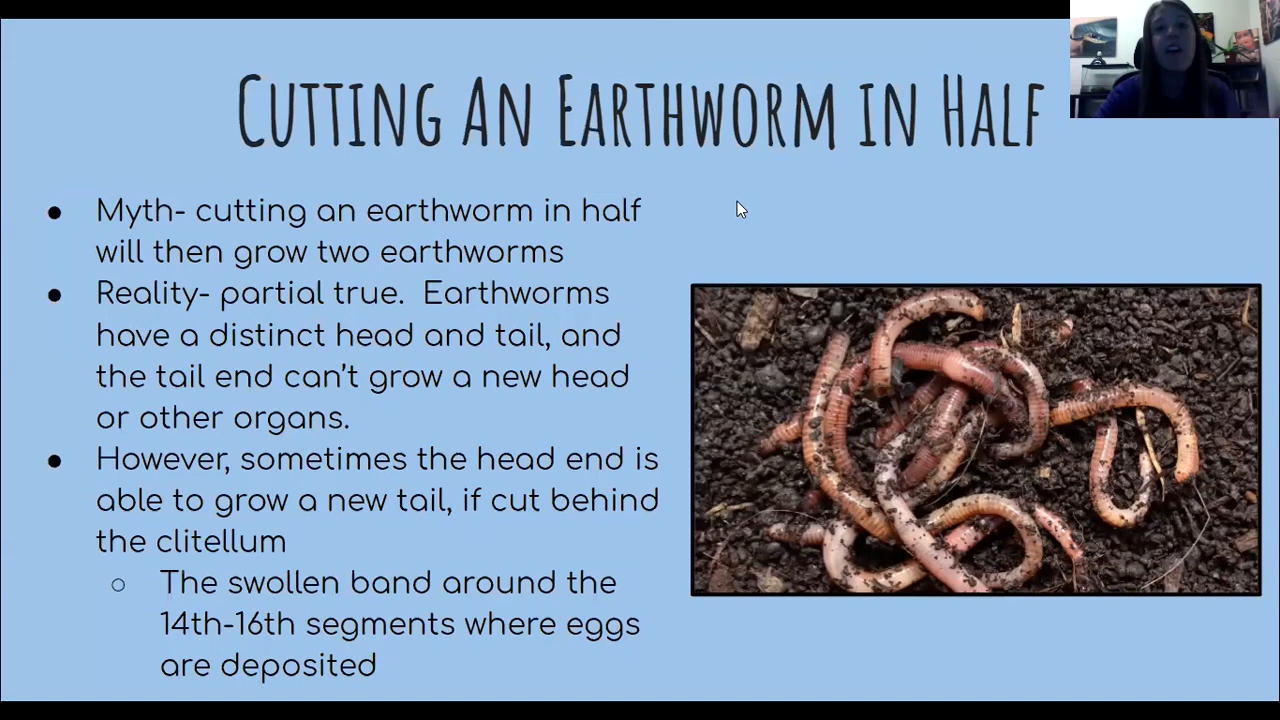 Cutting An Earthworm in Half
● Myth- cutting an earthworm in half
will then grow two earthworms
● Reality- partial true.  Earthworms
have a distinct head and tail, and
the tail end can't grow a new head
or other organs.
● However, sometimes the head end is
able to grow a new tail, if cut behind
the clitellum
○ The swollen band around the
14th-16th segments where eggs
are deposited